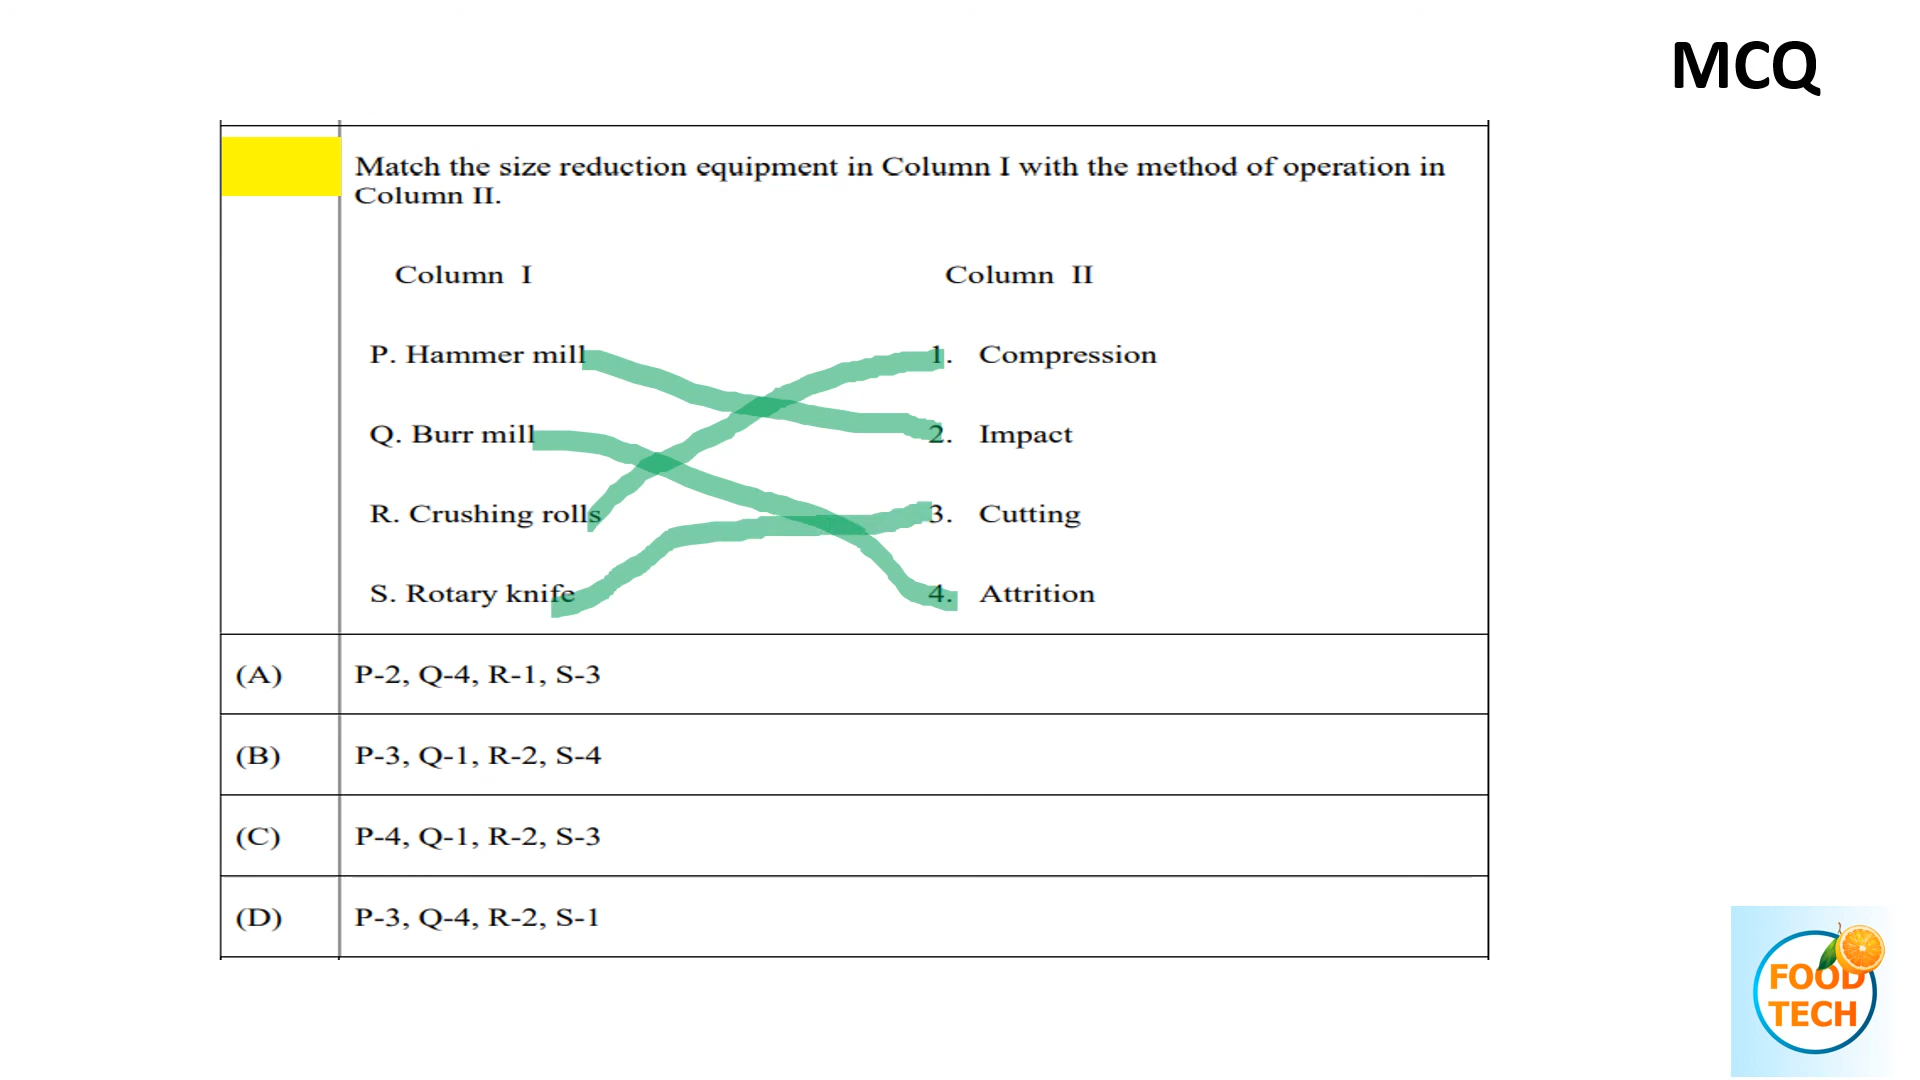 MCQ
Match the size reduction equipment in Column I with the method of operation in
Column II.
Column I Column II
P. Hammer mill 1. Compression
Q. Burr mill 2. Impact
R. Crushing rolls 3. Cutting
S. Rotary knife 4. Attrition
(A) P-2, Q-4, R-1, S-3
(B) P-3, Q-1, R-2, S-4
(C) P-4, Q-1, R-2, S-3
(D) P-3, Q-4, R-2, S-1
FOOD
TECH